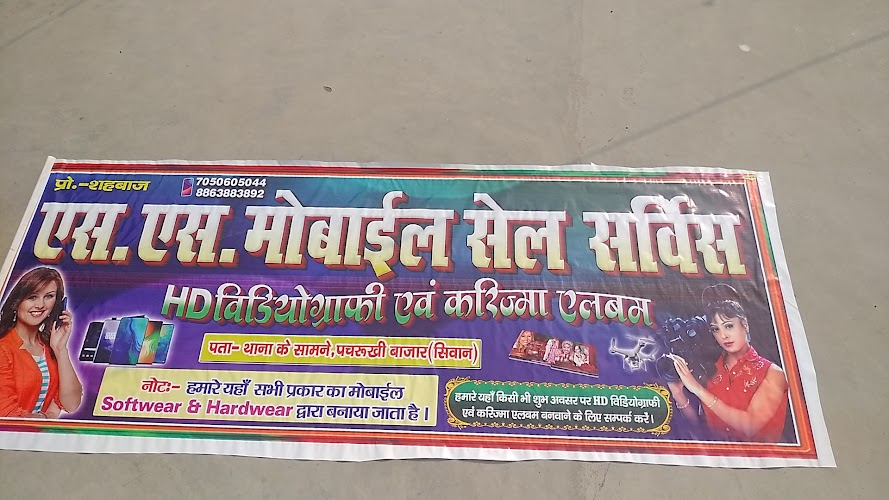 प्रो.-शहबाज
7050605044
8863883892
एस. एस. मोबाईल सेल सर्विस
HD विडियोग्राफी एवं करिज्मा एलबम
पता- थाना के सामने, पचरूखी बाजार (सिवान)
नोटः- हमारे यहाँ सभी प्रकार का मोबाईल
Softwear & Hardwear द्वारा बनाया जाता है।
हमारे यहाँ किसी भी शुभ अवसर पर HD विडियोग्राफी
एवं करिज्मा एलबम बनवाने के लिए सम्पर्क करें।